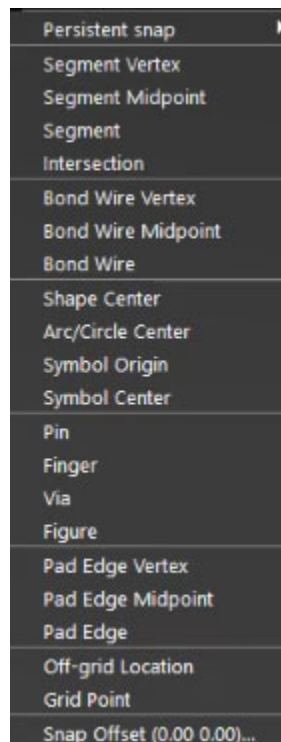 Persistent snap
Segment Vertex
Segment Midpoint
Segment
Intersection
Bond Wire Vertex
Bond Wire Midpoint
Bond Wire
Shape Center
Arc/Circle Center
Symbol Origin
Symbol Center
Pin
Finger
Via
Figure
Pad Edge Vertex
Pad Edge Midpoint
Pad Edge
Off-grid Location
Grid Point
Snap Offset (0.00 0.00)...